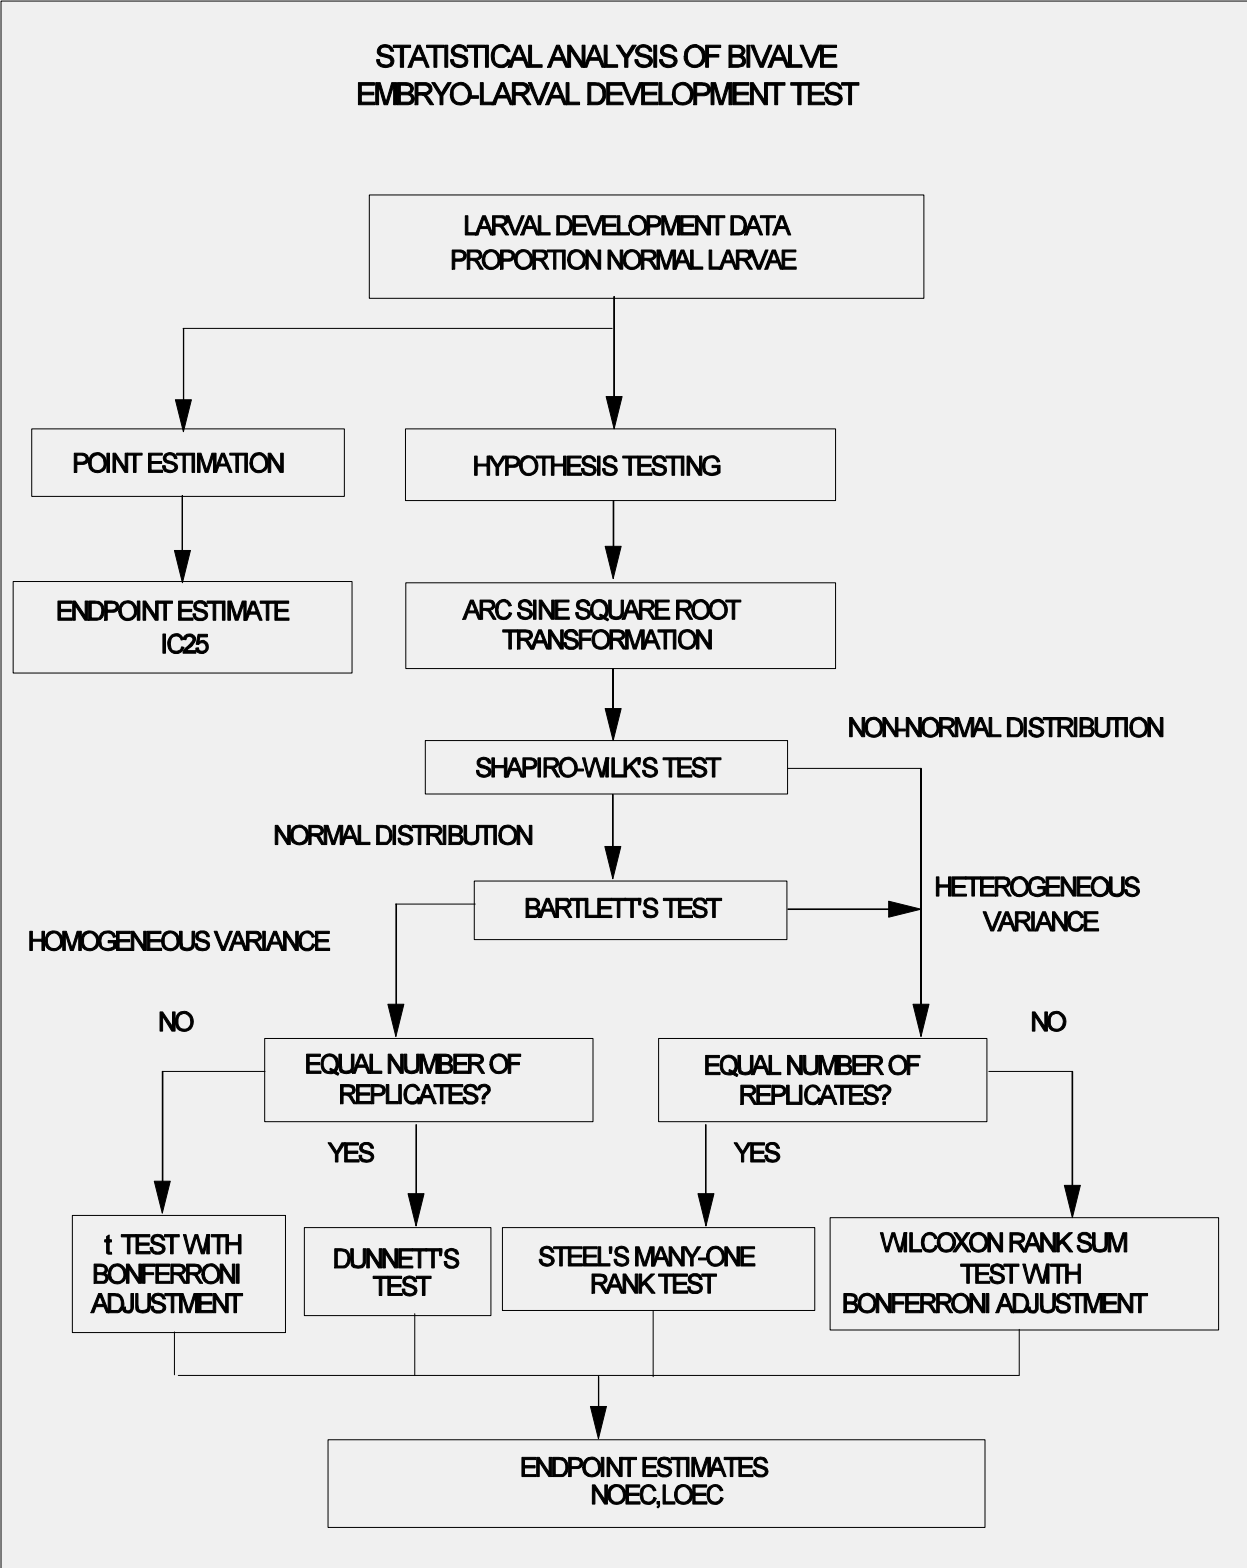 STATISTICAL ANALYSIS OF BIVALVE
EMBRYO-LARVAL DEVELOPMENT TEST
LARVAL DEVELOPMENT DATA
PROPORTION NORMAL LARVAE
POINT ESTIMATION
HYPOTHESIS TESTING
ENDPOINT ESTIMATE
IC25
ARC SINE SQUARE ROOT
TRANSFORMATION
NON-NORMAL DISTRIBUTION
SHAPIRO-WILK'S TEST
NORMAL DISTRIBUTION
BARTLETT'S TEST
HETEROGENEOUS
VARIANCE
HOMOGENEOUS VARIANCE
NO
NO
EQUAL NUMBER OF
REPLICATES?
EQUAL NUMBER OF
REPLICATES?
YES
YES
t TEST WITH
BONFERRONI
ADJUSTMENT
DUNNETT'S
TEST
STEEL'S MANY-ONE
RANK TEST
WILCOXON RANK SUM
TEST WITH
BONFERRONI ADJUSTMENT
ENDPOINT ESTIMATES
NOEC,LOEC